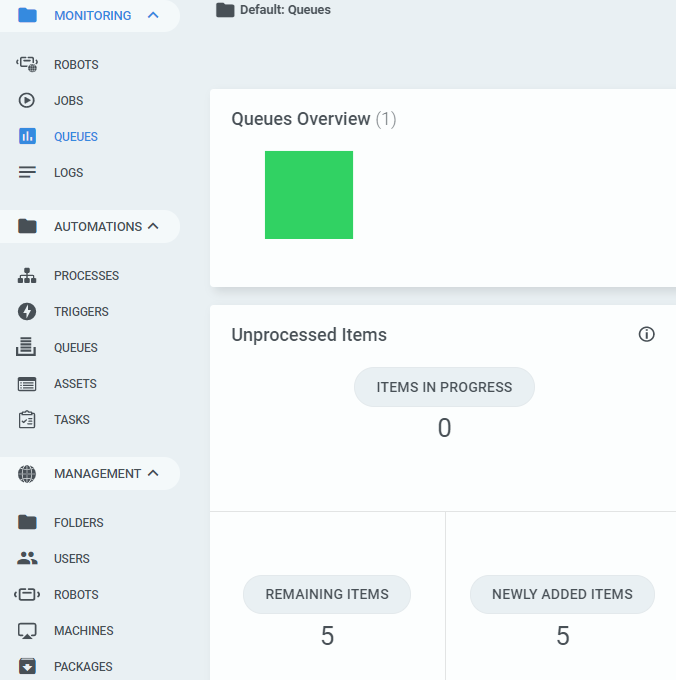 MONITORING
ROBOTS
JOBS
QUEUES
LOGS
AUTOMATIONS
PROCESSES
TRIGGERS
QUEUES
ASSETS
TASKS
MANAGEMENT
FOLDERS
USERS
ROBOTS
MACHINES
PACKAGES
Default: Queues
Queues Overview (1)
Unprocessed Items
ITEMS IN PROGRESS
0
REMAINING ITEMS
5
NEWLY ADDED ITEMS
5